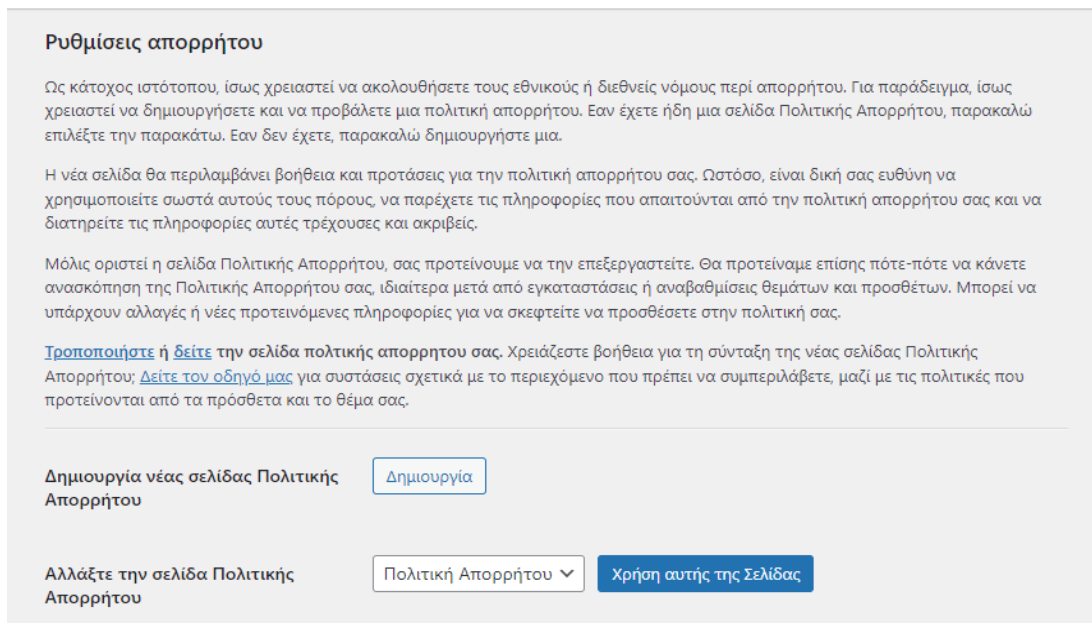 Ρυθμίσεις απορρήτου
Ως κάτοχος ιστότοπου, ίσως χρειαστεί να ακολουθήσετε τους εθνικούς ή διεθνείς νόμους περί απορρήτου. Για παράδειγμα, ίσως
χρειαστεί να δημιουργήσετε και να προβάλετε μια πολιτική απορρήτου. Εαν έχετε ήδη μια σελίδα Πολιτικής Απορρήτου, παρακαλώ
επιλέξτε την παρακάτω. Εαν δεν έχετε, παρακαλώ δημιουργήστε μια.
Η νέα σελίδα θα περιλαμβάνει βοήθεια και προτάσεις για την πολιτική απορρήτου σας. Ωστόσο, είναι δική σας ευθύνη να
χρησιμοποιείτε σωστά αυτούς τους πόρους, να παρέχετε τις πληροφορίες που απαιτούνται από την πολιτική απορρήτου σας και να
διατηρείτε τις πληροφορίες αυτές τρέχουσες και ακριβείς.
Μόλις οριστεί η σελίδα Πολιτικής Απορρήτου, σας προτείνουμε να την επεξεργαστείτε. Θα προτείναμε επίσης πότε-πότε να κάνετε
ανασκόπηση της Πολιτικής Απορρήτου σας, ιδιαίτερα μετά από εγκαταστάσεις ή αναβαθμίσεις θεμάτων και προσθέτων. Μπορεί να
υπάρχουν αλλαγές ή νέες προτεινόμενες πληροφορίες για να σκεφτείτε να προσθέσετε στην πολιτική σας.
Τροποποιήστε ή δείτε την σελίδα πολτικής απορρητου σας. Χρειάζεστε βοήθεια για τη σύνταξη της νέας σελίδας Πολιτικής
Απορρήτου; Δείτε τον οδηγό μας για συστάσεις σχετικά με το περιεχόμενο που πρέπει να συμπεριλάβετε, μαζί με τις πολιτικές που
προτείνονται από τα πρόσθετα και το θέμα σας.
Δημιουργία νέας σελίδας Πολιτικής
Απορρήτου
Δημιουργία
Αλλάξτε την σελίδα Πολιτικής
Απορρήτου
Πολιτική Απορρήτου
Χρήση αυτής της Σελίδας